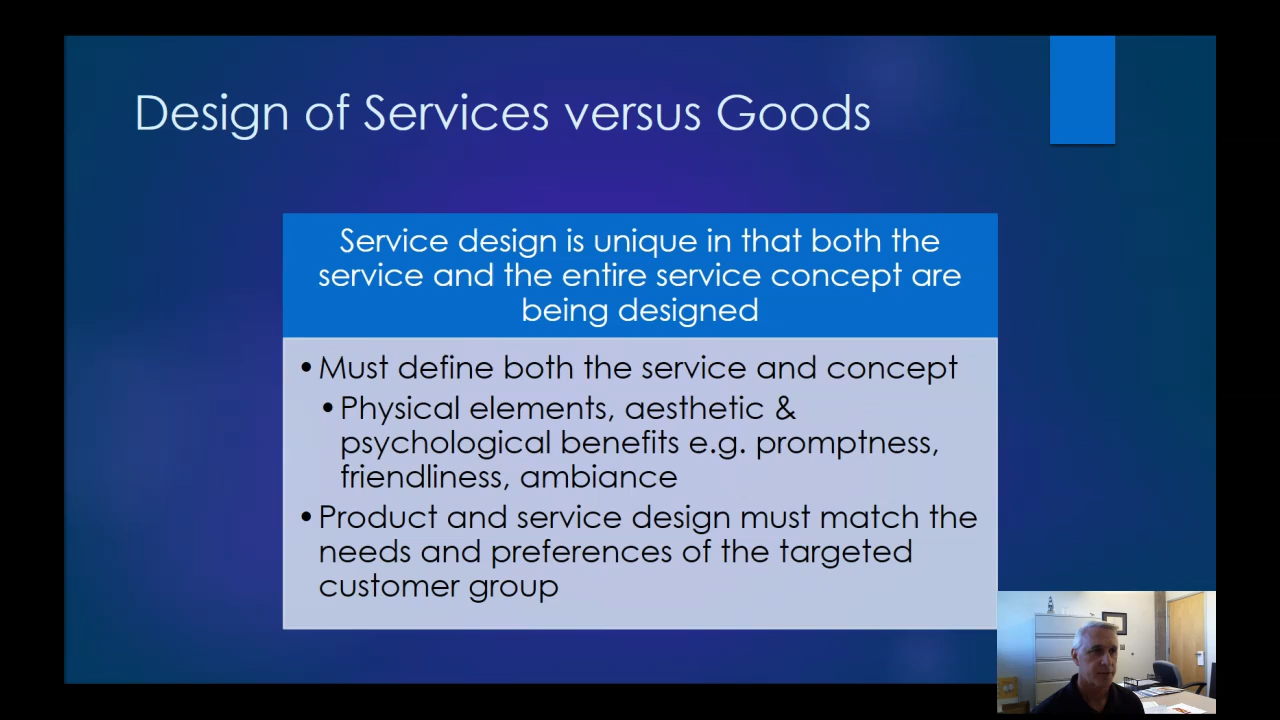 Design of Services versus Goods
Service design is unique in that both the
service and the entire service concept are
being designed
•Must define both the service and concept
•Physical elements, aesthetic &
psychological benefits e.g. promptness,
friendliness, ambiance
•Product and service design must match the
needs and preferences of the targeted
customer group